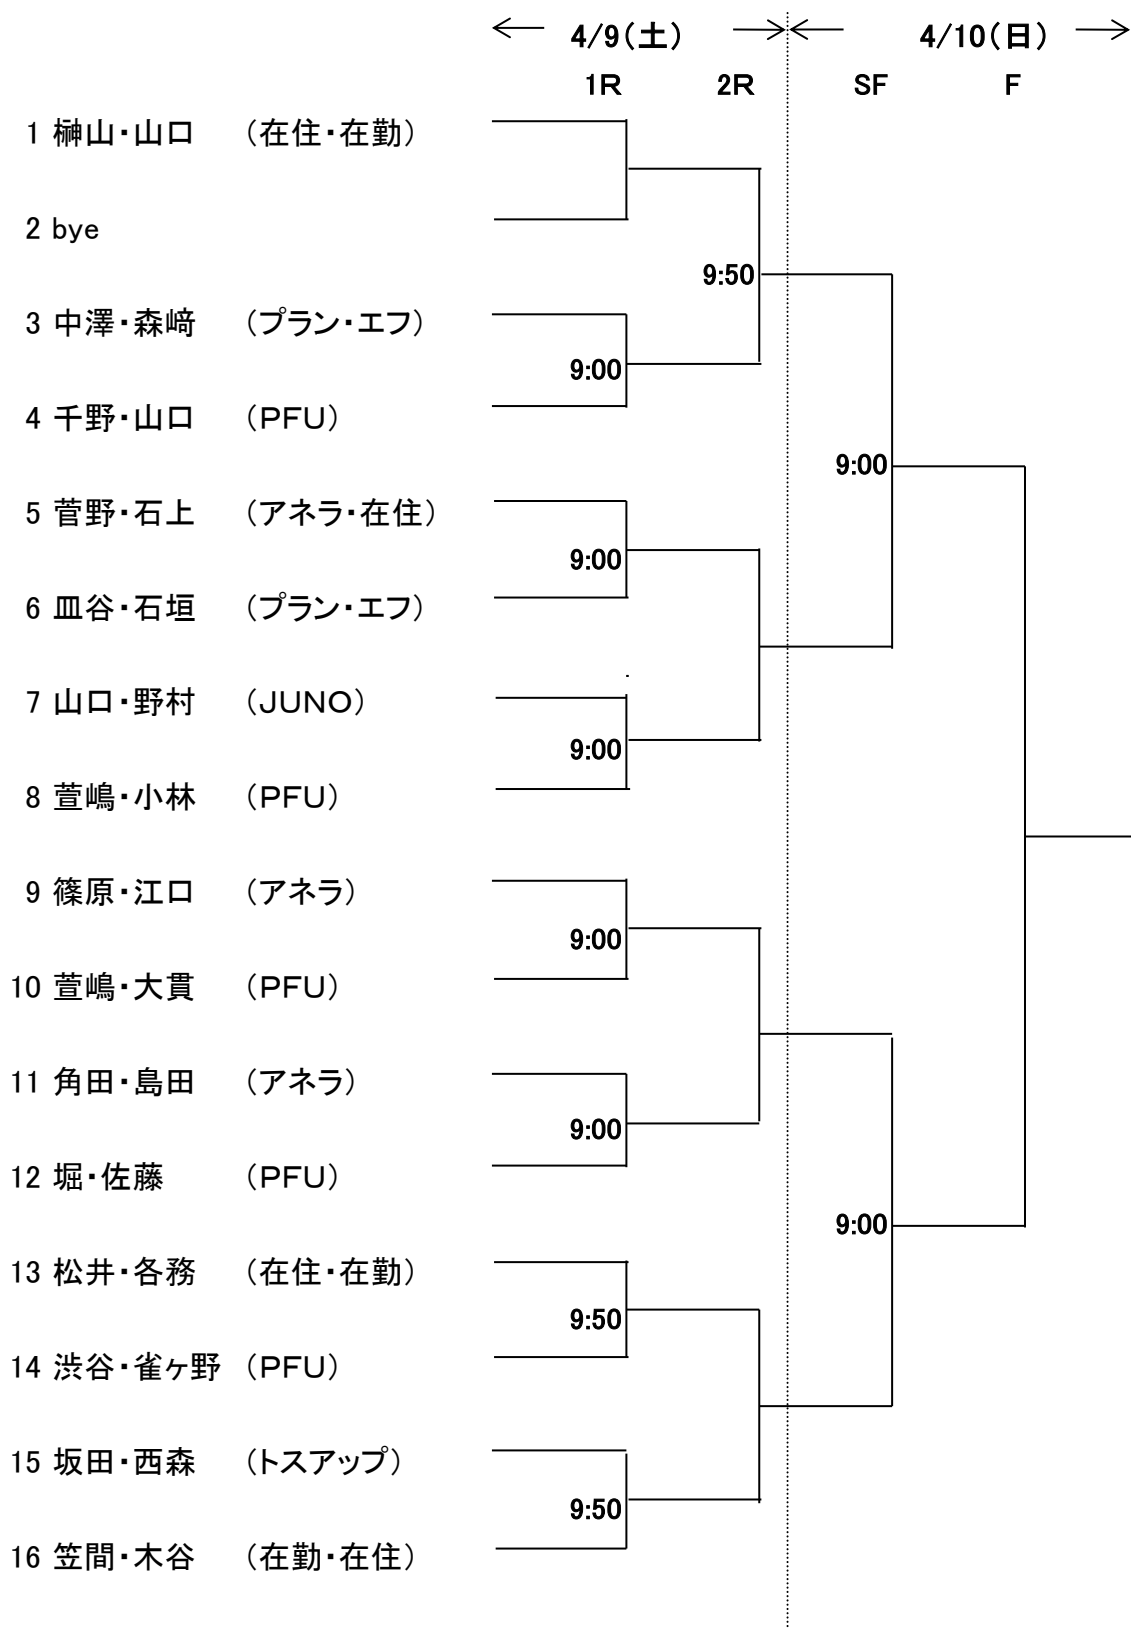 4/9(土) 4/10(日)
1R 2R SF F
1 榊山・山口 (在住・在勤)
2 bye
9:50
3 中澤・森﨑 (プラン・エフ)
9:00
4 千野・山口 (PFU)
9:00
5 菅野・石上 (アネラ・在住)
9:00
6 皿谷・石垣 (プラン・エフ)
7 山口・野村 (JUNO)
9:00
8 萱嶋・小林 (PFU)
9 篠原・江口 (アネラ)
9:00
10 萱嶋・大貫 (PFU)
11 角田・島田 (アネラ)
9:00
12 堀・佐藤 (PFU)
9:00
13 松井・各務 (在住・在勤)
9:50
14 渋谷・雀ヶ野 (PFU)
15 坂田・西森 (トスアップ)
9:50
16 笠間・木谷 (在勤・在住)